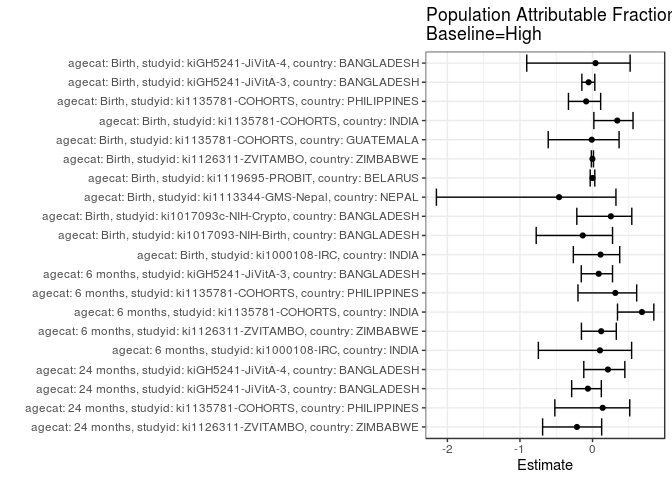 Population Attributable Fraction
Baseline=High
agecat: Birth, studyid: kiGH5241-JiVitA-4, country: BANGLADESH
agecat: Birth, studyid: kiGH5241-JiVitA-3, country: BANGLADESH
agecat: Birth, studyid: ki1135781-COHORTS, country: PHILIPPINES
agecat: Birth, studyid: ki1135781-COHORTS, country: INDIA
agecat: Birth, studyid: ki1135781-COHORTS, country: GUATEMALA
agecat: Birth, studyid: ki1126311-ZVITAMBO, country: ZIMBABWE
agecat: Birth, studyid: ki1119695-PROBIT, country: BELARUS
agecat: Birth, studyid: ki1113344-GMS-Nepal, country: NEPAL
agecat: Birth, studyid: ki1017093c-NIH-Crypto, country: BANGLADESH
agecat: Birth, studyid: ki1017093-NIH-Birth, country: BANGLADESH
agecat: Birth, studyid: ki1000108-IRC, country: INDIA
agecat: 6 months, studyid: kiGH5241-JiVitA-3, country: BANGLADESH
agecat: 6 months, studyid: ki1135781-COHORTS, country: PHILIPPINES
agecat: 6 months, studyid: ki1135781-COHORTS, country: INDIA
agecat: 6 months, studyid: ki1126311-ZVITAMBO, country: ZIMBABWE
agecat: 6 months, studyid: ki1000108-IRC, country: INDIA
agecat: 24 months, studyid: kiGH5241-JiVitA-4, country: BANGLADESH
agecat: 24 months, studyid: kiGH5241-JiVitA-3, country: BANGLADESH
agecat: 24 months, studyid: ki1135781-COHORTS, country: PHILIPPINES
agecat: 24 months, studyid: ki1126311-ZVITAMBO, country: ZIMBABWE
-2 -1 0
Estimate